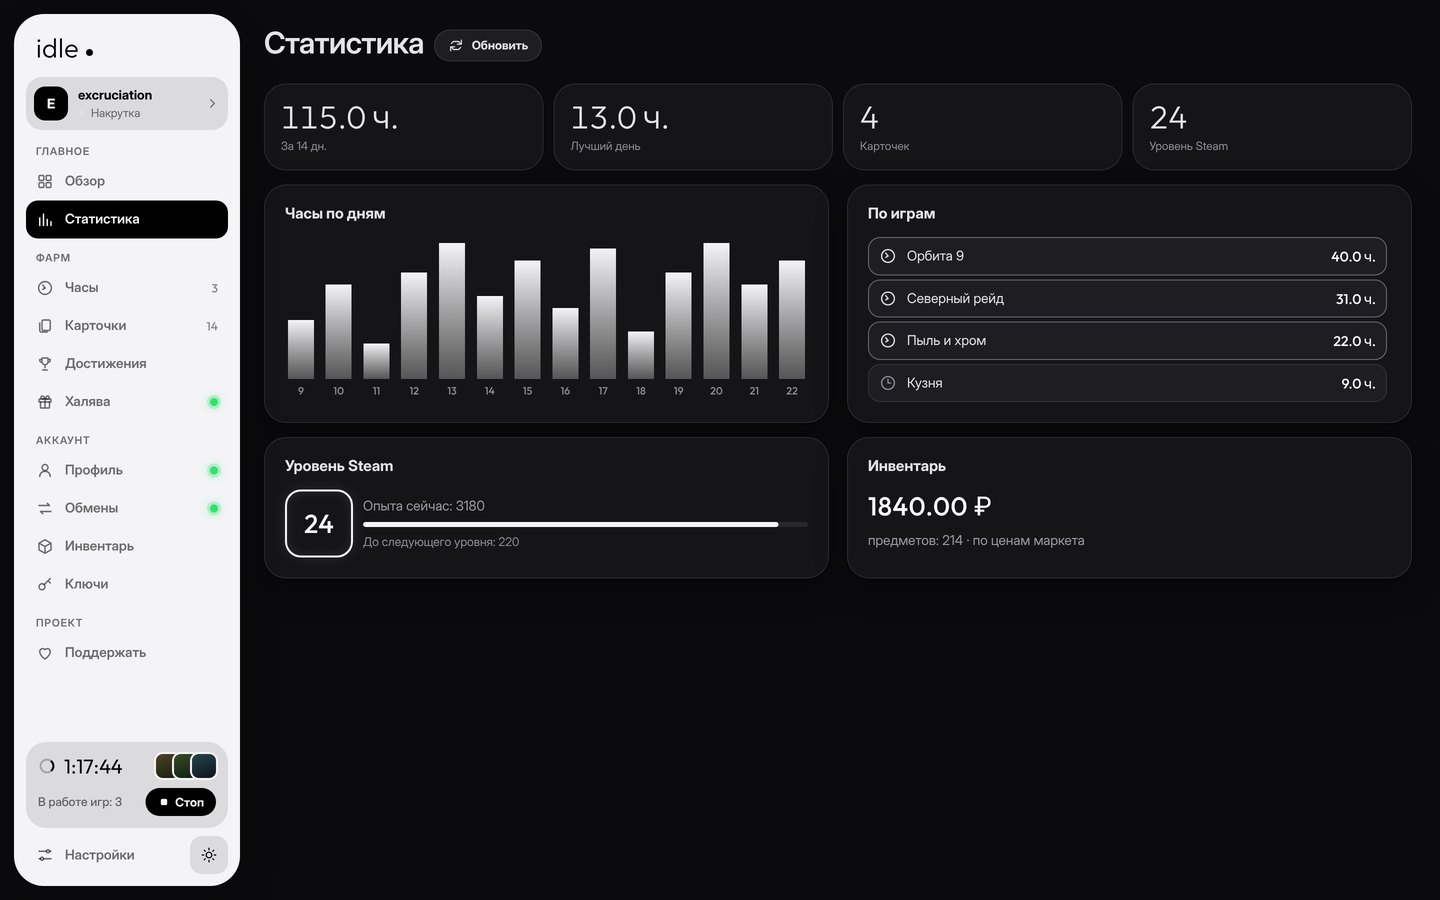 idle
E
excruciation
Накрутка
ГЛАВНОЕ
Обзор
Статистика
ФАРМ
Часы 3
Карточки 14
Достижения
Халява
АККАУНТ
Профиль
Обмены
Инвентарь
Ключи
ПРОЕКТ
Поддержать
1:17:44
В работе игр: 3
Стоп
Настройки
Статистика
Обновить
115.0 ч.
За 14 дн.
13.0 ч.
Лучший день
4
Карточек
24
Уровень Steam
Часы по дням
9 10 11 12 13 14 15 16 17 18 19 20 21 22
По играм
Орбита 9 40.0 ч.
Северный рейд 31.0 ч.
Пыль и хром 22.0 ч.
Кузня 9.0 ч.
Уровень Steam
24
Опыта сейчас: 3180
До следующего уровня: 220
Инвентарь
1840.00 ₽
предметов: 214 · по ценам маркета